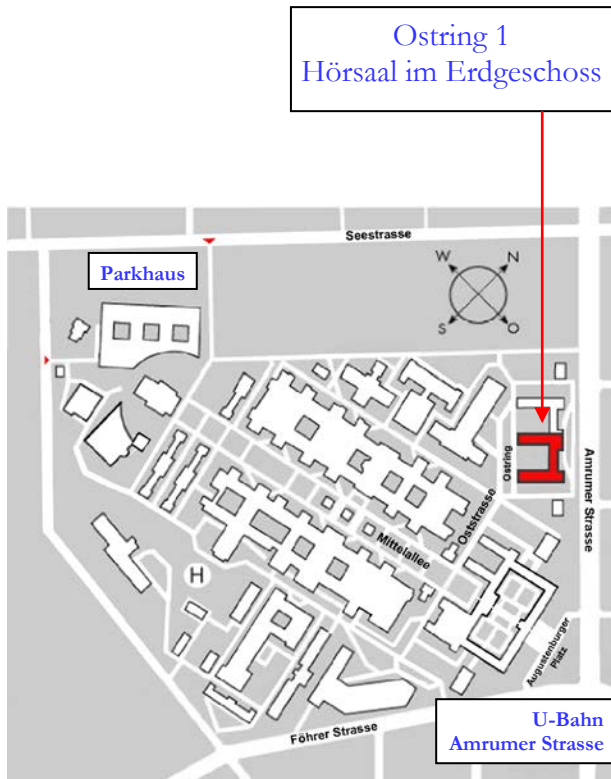 Ostring 1
Hörsaal im Erdgeschoss
Seestrasse
Parkhaus
W
N
S
O
Ostring
Amrumer Strasse
Oststrasse
Mittelallee
H
Augustenburger
Platz
Föhrer Strasse
U-Bahn
Amrumer Strasse